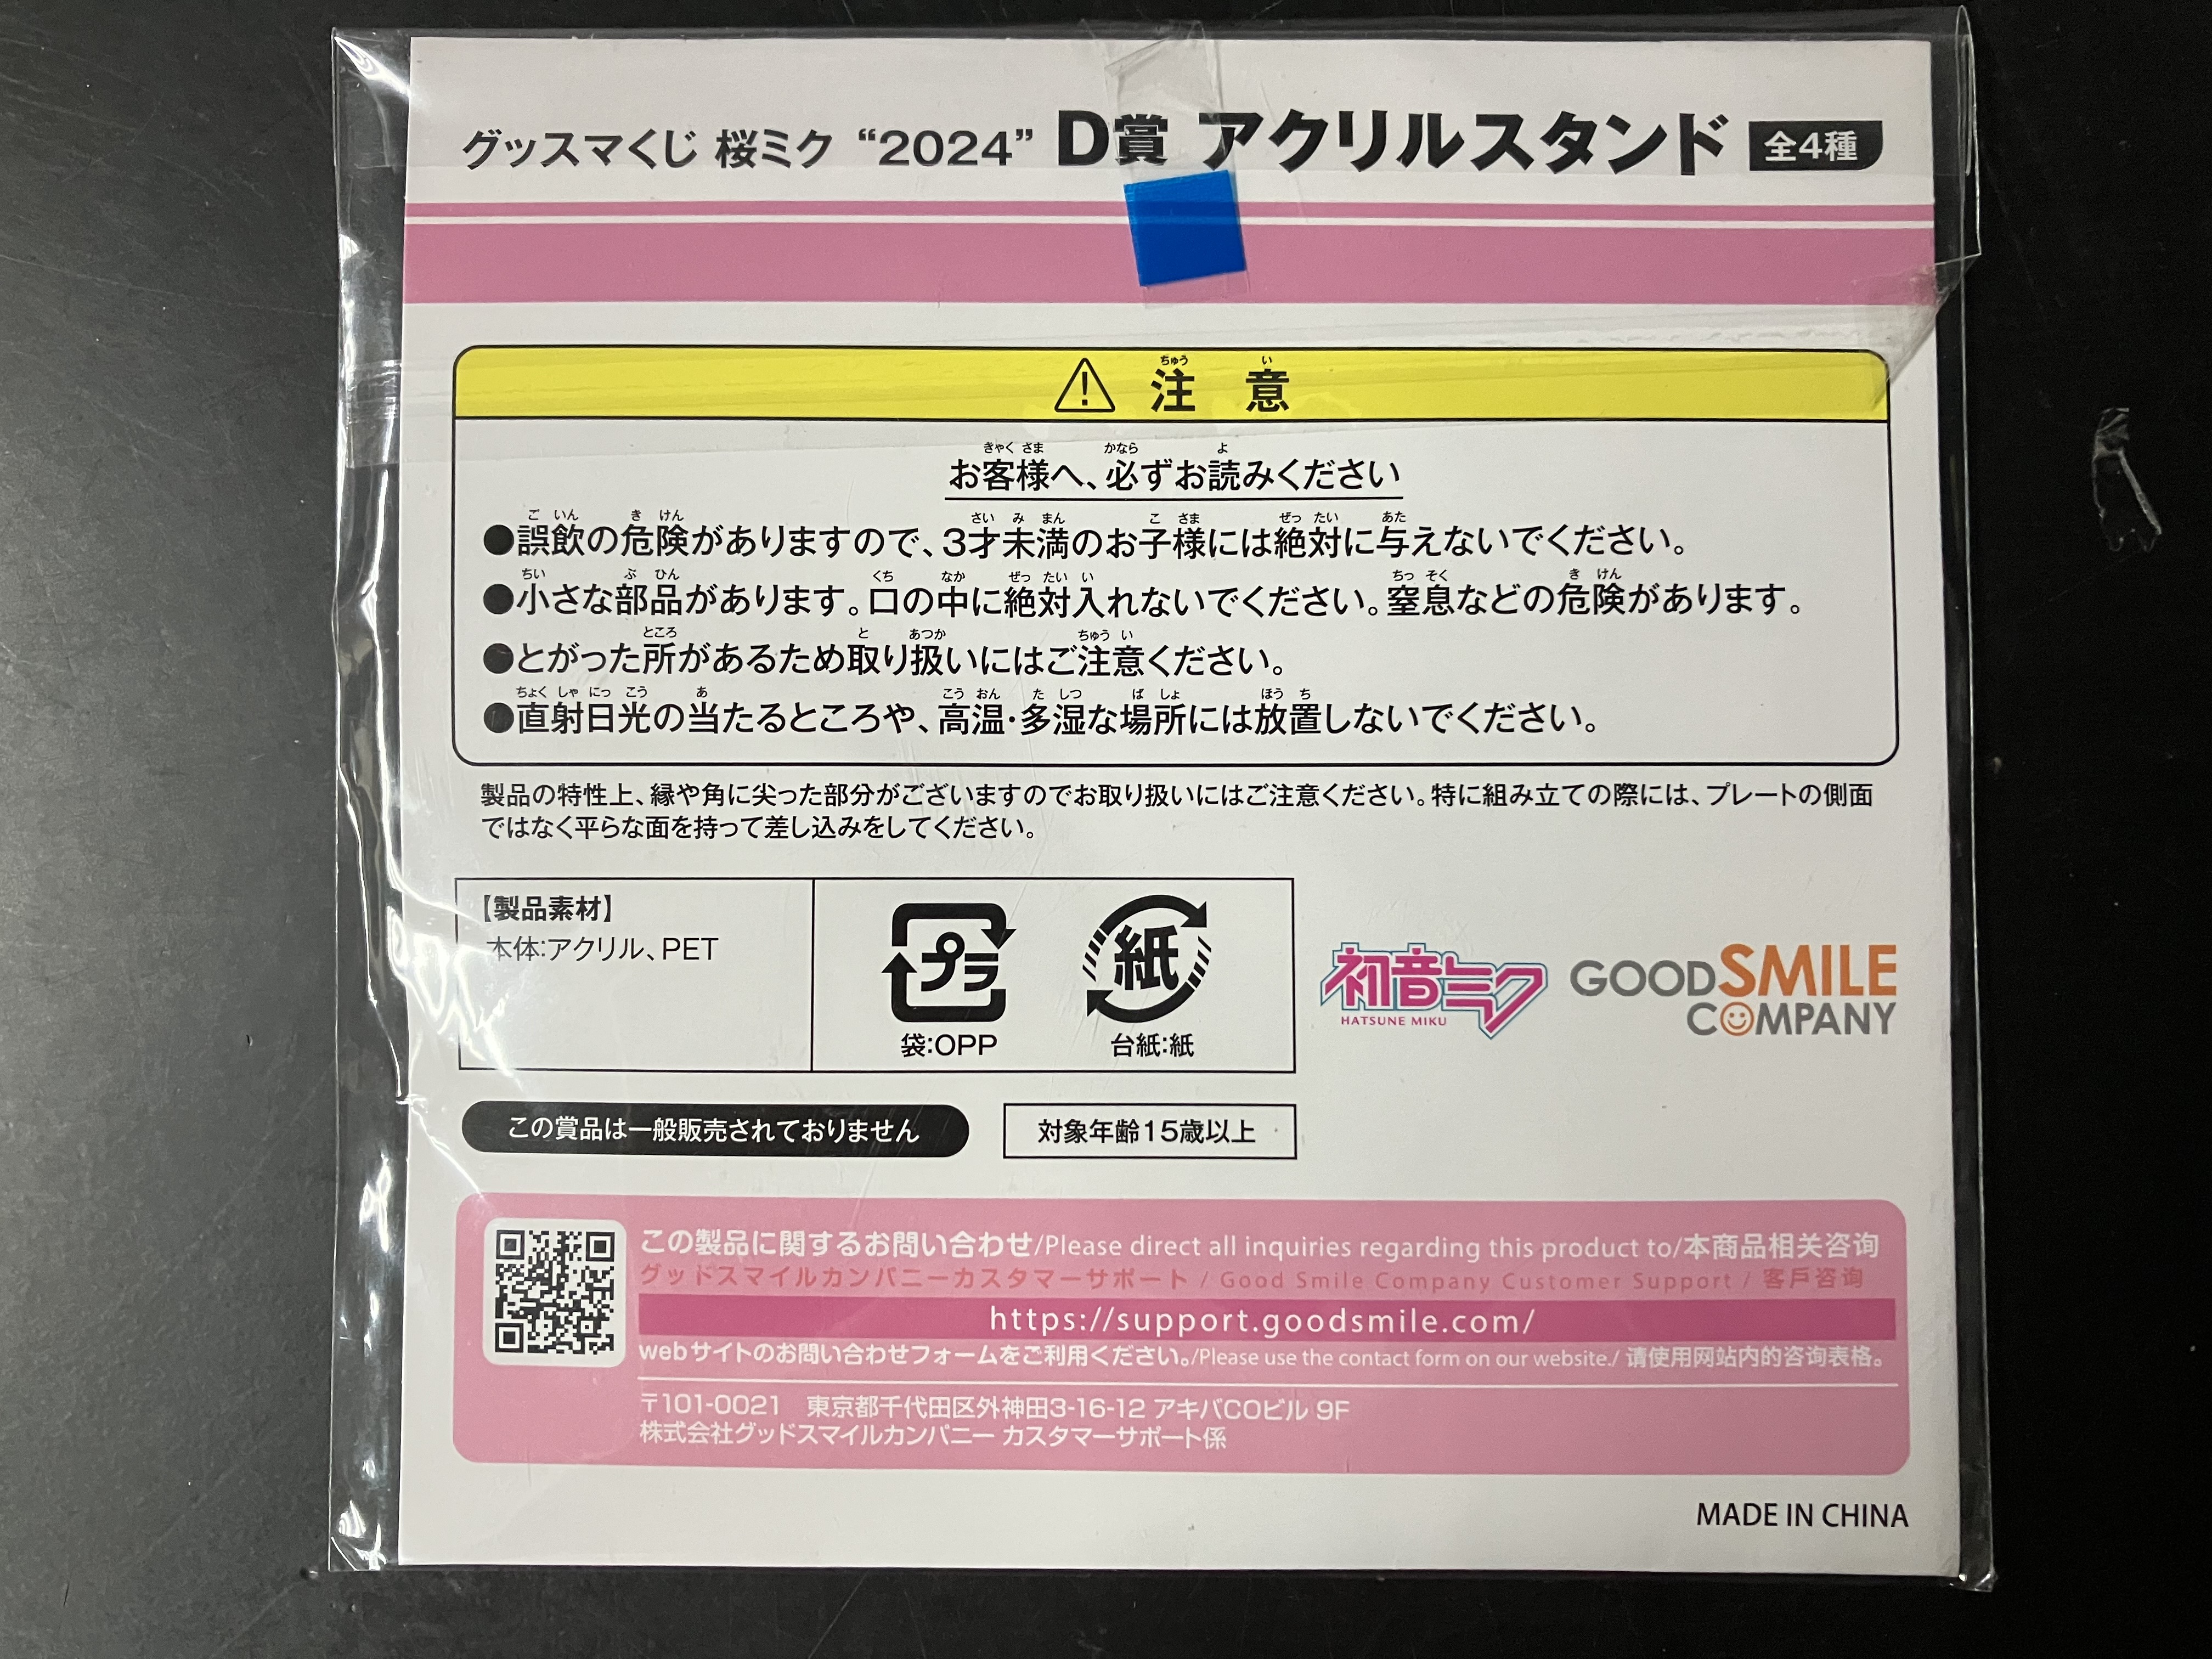 グッスマくじ 桜ミク “2024” D賞 アクリルスタンド 全4種
注意
お客様へ、必ずお読みください
●誤飲の危険がありますので、3才未満のお子様には絶対に与えないでください。
●小さな部品があります。口の中に絶対入れないでください。窒息などの危険があります。
●とがった所があるため取り扱いにはご注意ください。
●直射日光の当たるところや、高温・多湿な場所には放置しないでください。
製品の特性上、縁や角に尖った部分がございますのでお取り扱いにはご注意ください。特に組み立ての際には、プレートの側面
ではなく平らな面を持って差し込みをしてください。
【製品素材】
本体:アクリル、PET
プラ
袋:OPP
紙
台紙:紙
初音ミク
HATSUNE MIKU
GOODSMILE
COMPANY
この賞品は一般販売されておりません
対象年齢15歳以上
この製品に関するお問い合わせ/Please direct all inquiries regarding this product to/本商品相关咨询
グッドスマイルカンパニーカスタマーサポート / Good Smile Company Customer Support / 客戶咨询
https://support.goodsmile.com/
webサイトのお問い合わせフォームをご利用ください。/Please use the contact form on our website./ 请使用网站内的咨询表格。
〒101-0021 東京都千代田区外神田3-16-12 アキバCOビル 9F
株式会社グッドスマイルカンパニー カスタマーサポート係
MADE IN CHINA